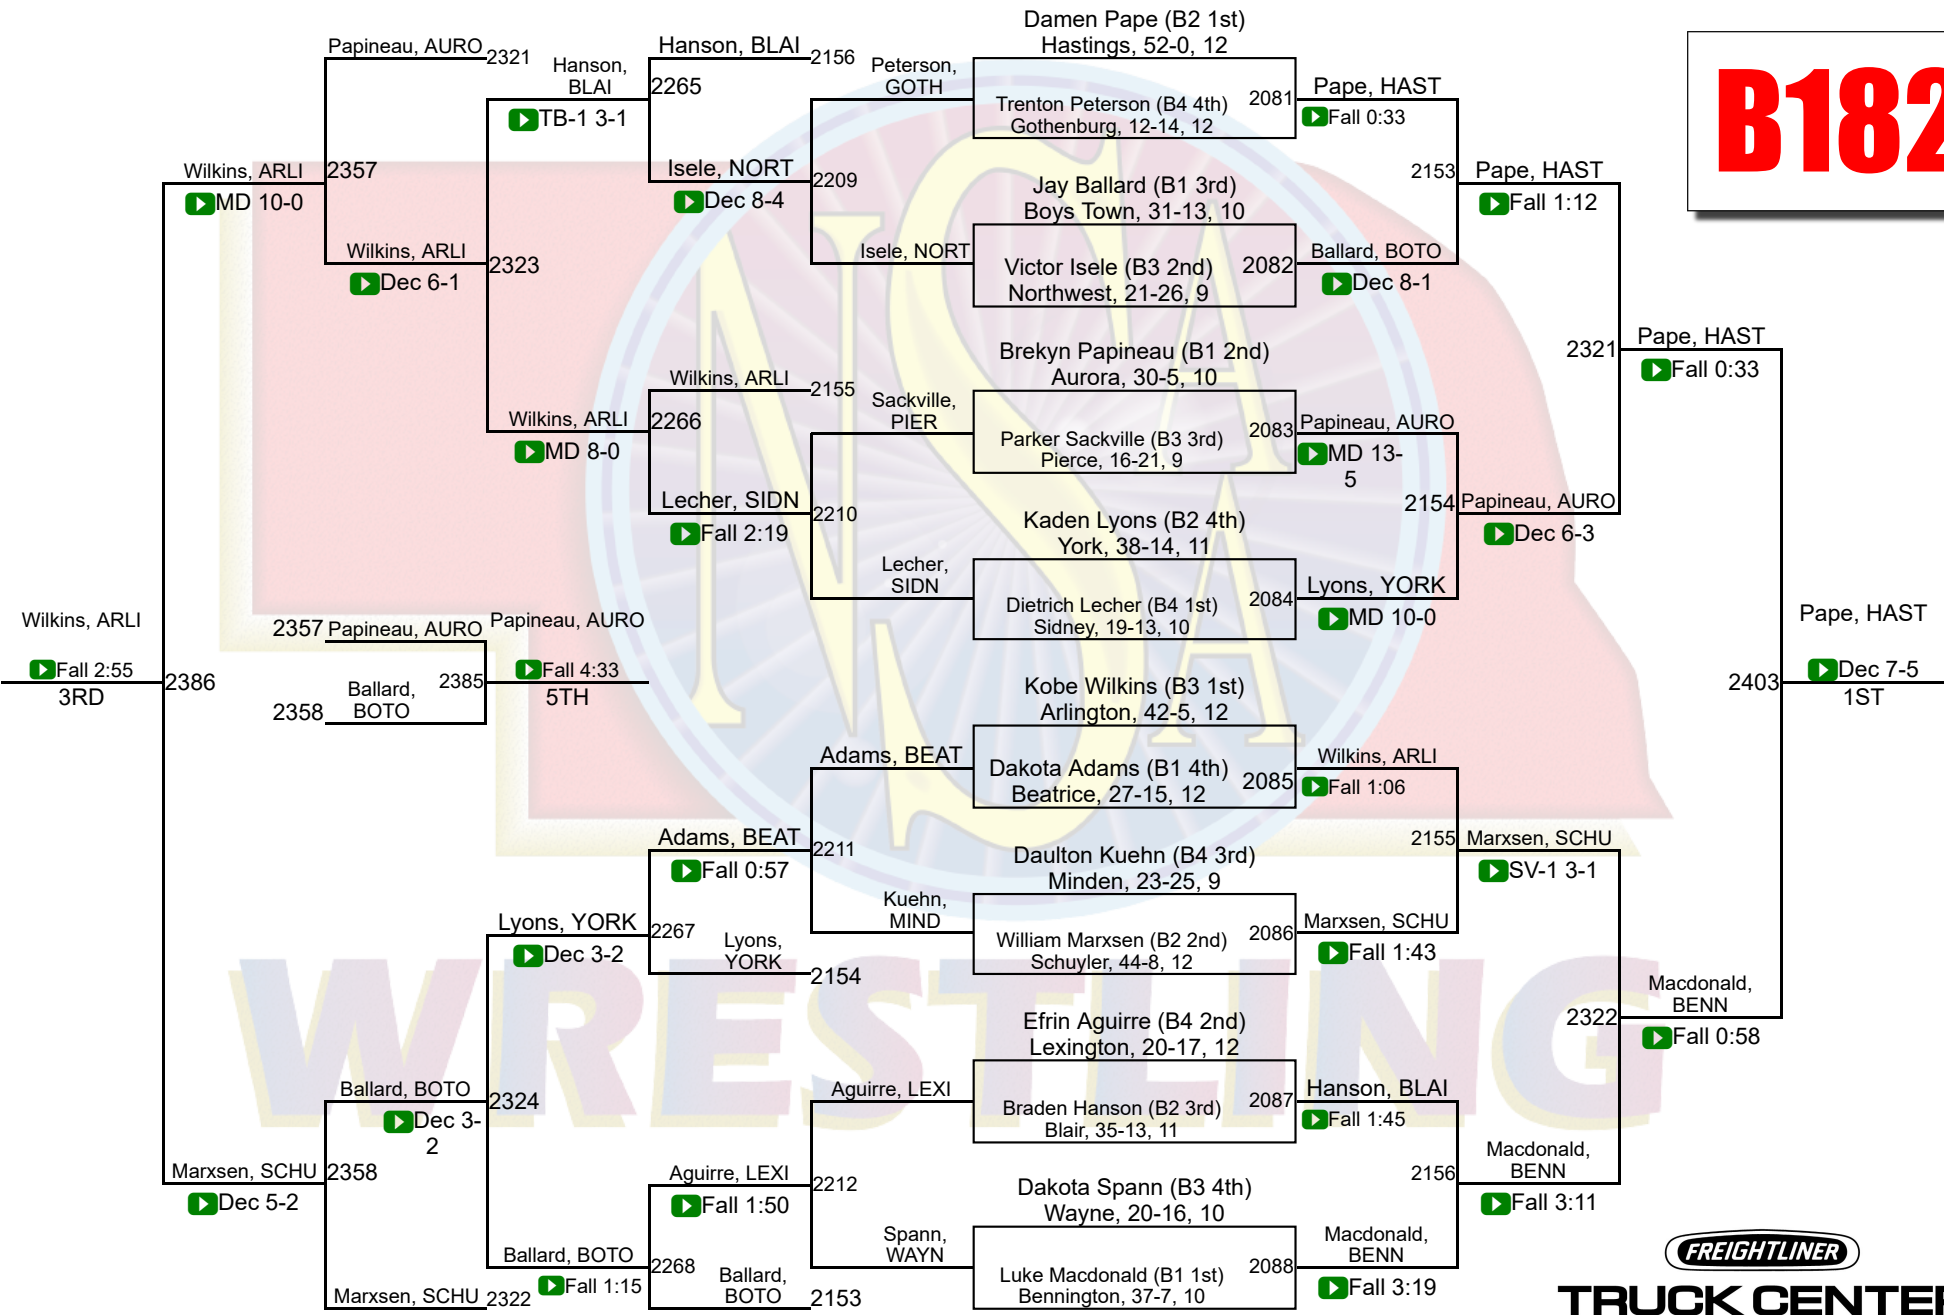 Damen Pape (B2 1st)
Hastings, 52-0, 12
Trenton Peterson (B4 4th)
Gothenburg, 12-14, 12
2081
Jay Ballard (B1 3rd)
Boys Town, 31-13, 10
Victor Isele (B3 2nd)
Northwest, 21-26, 9
2082
Brekyn Papineau (B1 2nd)
Aurora, 30-5, 10
Parker Sackville (B3 3rd)
Pierce, 16-21, 9
2083
Kaden Lyons (B2 4th)
York, 38-14, 11
Dietrich Lecher (B4 1st)
Sidney, 19-13, 10
2084
Kobe Wilkins (B3 1st)
Arlington, 42-5, 12
Dakota Adams (B1 4th)
Beatrice, 27-15, 12
2085
Daulton Kuehn (B4 3rd)
Minden, 23-25, 9
William Marxsen (B2 2nd)
Schuyler, 44-8, 12
2086
Efrin Aguirre (B4 2nd)
Lexington, 20-17, 12
Braden Hanson (B2 3rd)
Blair, 35-13, 11
2087
Dakota Spann (B3 4th)
Wayne, 20-16, 10
Luke Macdonald (B1 1st)
Bennington, 37-7, 10
2088
Pape, HAST
Fall 0:33
2153
Ballard, BOTO
Dec 8-1
Papineau, AURO
MD 13-
5
2154
Lyons, YORK
MD 10-0
Wilkins, ARLI
Fall 1:06
2155
Marxsen, SCHU
Fall 1:43
Hanson, BLAI
Fall 1:45
2156
Macdonald,
BENN
Fall 3:19
Pape, HAST
Fall 1:12
2321
Papineau, AURO
Dec 6-3
Marxsen, SCHU
SV-1 3-1
2322
Macdonald,
BENN
Fall 3:11
Pape, HAST
Fall 0:33
Macdonald,
BENN
Fall 0:58
2403
Pape, HAST
Dec 7-5
1ST
B182
Peterson,
GOTH
2209
Isele, NORT
Sackville,
PIER
2210
Lecher,
SIDN
Adams, BEAT
2211
Kuehn,
MIND
Aguirre, LEXI
2212
Spann,
WAYN
Hanson, BLAI
2156
2265
Isele, NORT
Dec 8-4
Wilkins, ARLI
2155
2266
Lecher, SIDN
Fall 2:19
Adams, BEAT
Fall 0:57
2267
Lyons,
YORK
2154
Aguirre, LEXI
Fall 1:50
2268
Ballard,
BOTO
2153
Hanson,
BLAI
TB-1 3-1
2323
Wilkins, ARLI
MD 8-0
Lyons, YORK
Dec 3-2
2324
Ballard, BOTO
Fall 1:15
Papineau, AURO
2321
2357
Wilkins, ARLI
Dec 6-1
Ballard, BOTO
Dec 3-
2
2358
Marxsen, SCHU
2322
Wilkins, ARLI
MD 10-0
Marxsen, SCHU
Dec 5-2
2386
Wilkins, ARLI
Fall 2:55
3RD
2357
Papineau, AURO
2358
Ballard,
BOTO
2385
Papineau, AURO
Fall 4:33
5TH
NSAA
WRESTLING
FREIGHTLINER
TRUCK CENTER